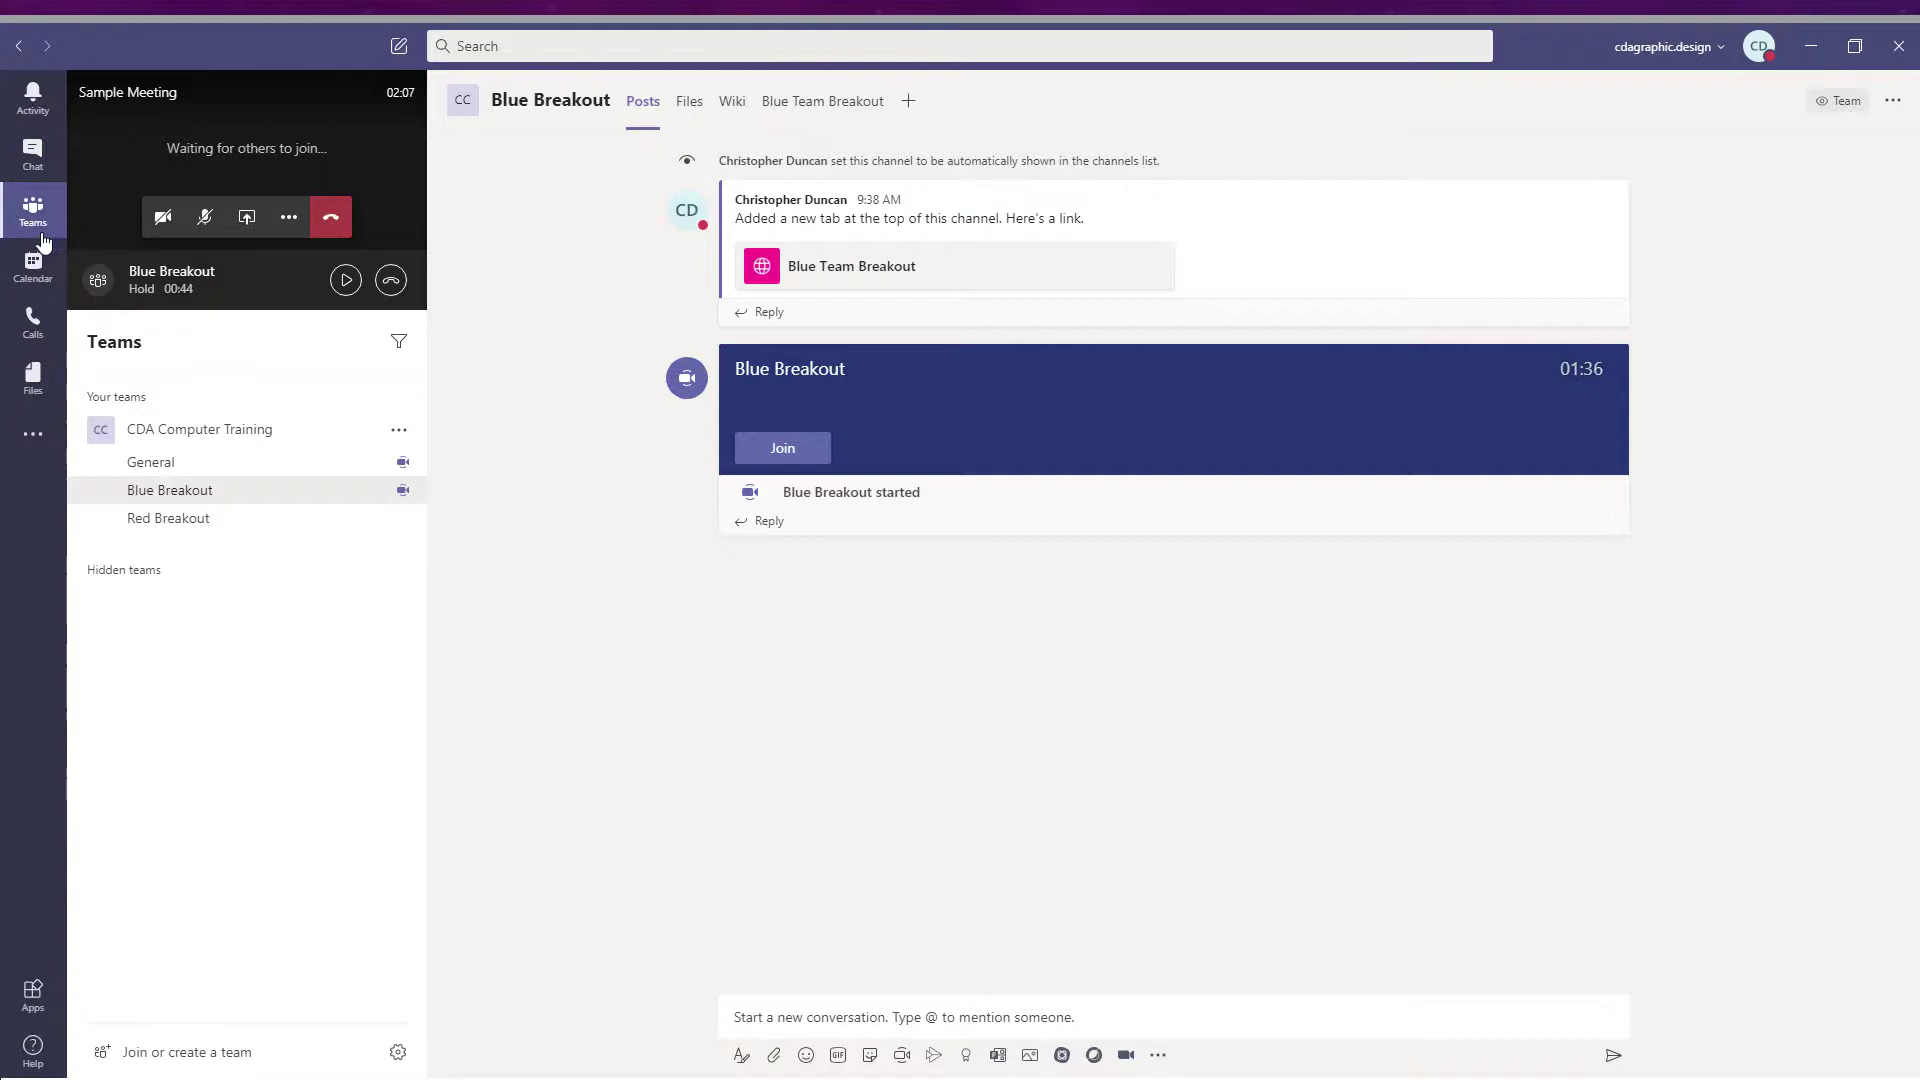 Search
cdagraphic.design
CD
Activity
Chat
Teams
Calendar
Calls
Files
Apps
Help
Sample Meeting 02:07
Waiting for others to join...
Blue Breakout
Hold 00:44
Teams
Your teams
CC CDA Computer Training
General
Blue Breakout
Red Breakout
Hidden teams
Join or create a team
CC Blue Breakout Posts Files Wiki Blue Team Breakout
Team
Christopher Duncan set this channel to be automatically shown in the channels list.
CD
Christopher Duncan 9:38 AM
Added a new tab at the top of this channel. Here's a link.
Blue Team Breakout
Reply
Blue Breakout 01:36
Join
Blue Breakout started
Reply
Start a new conversation. Type @ to mention someone.
GIF